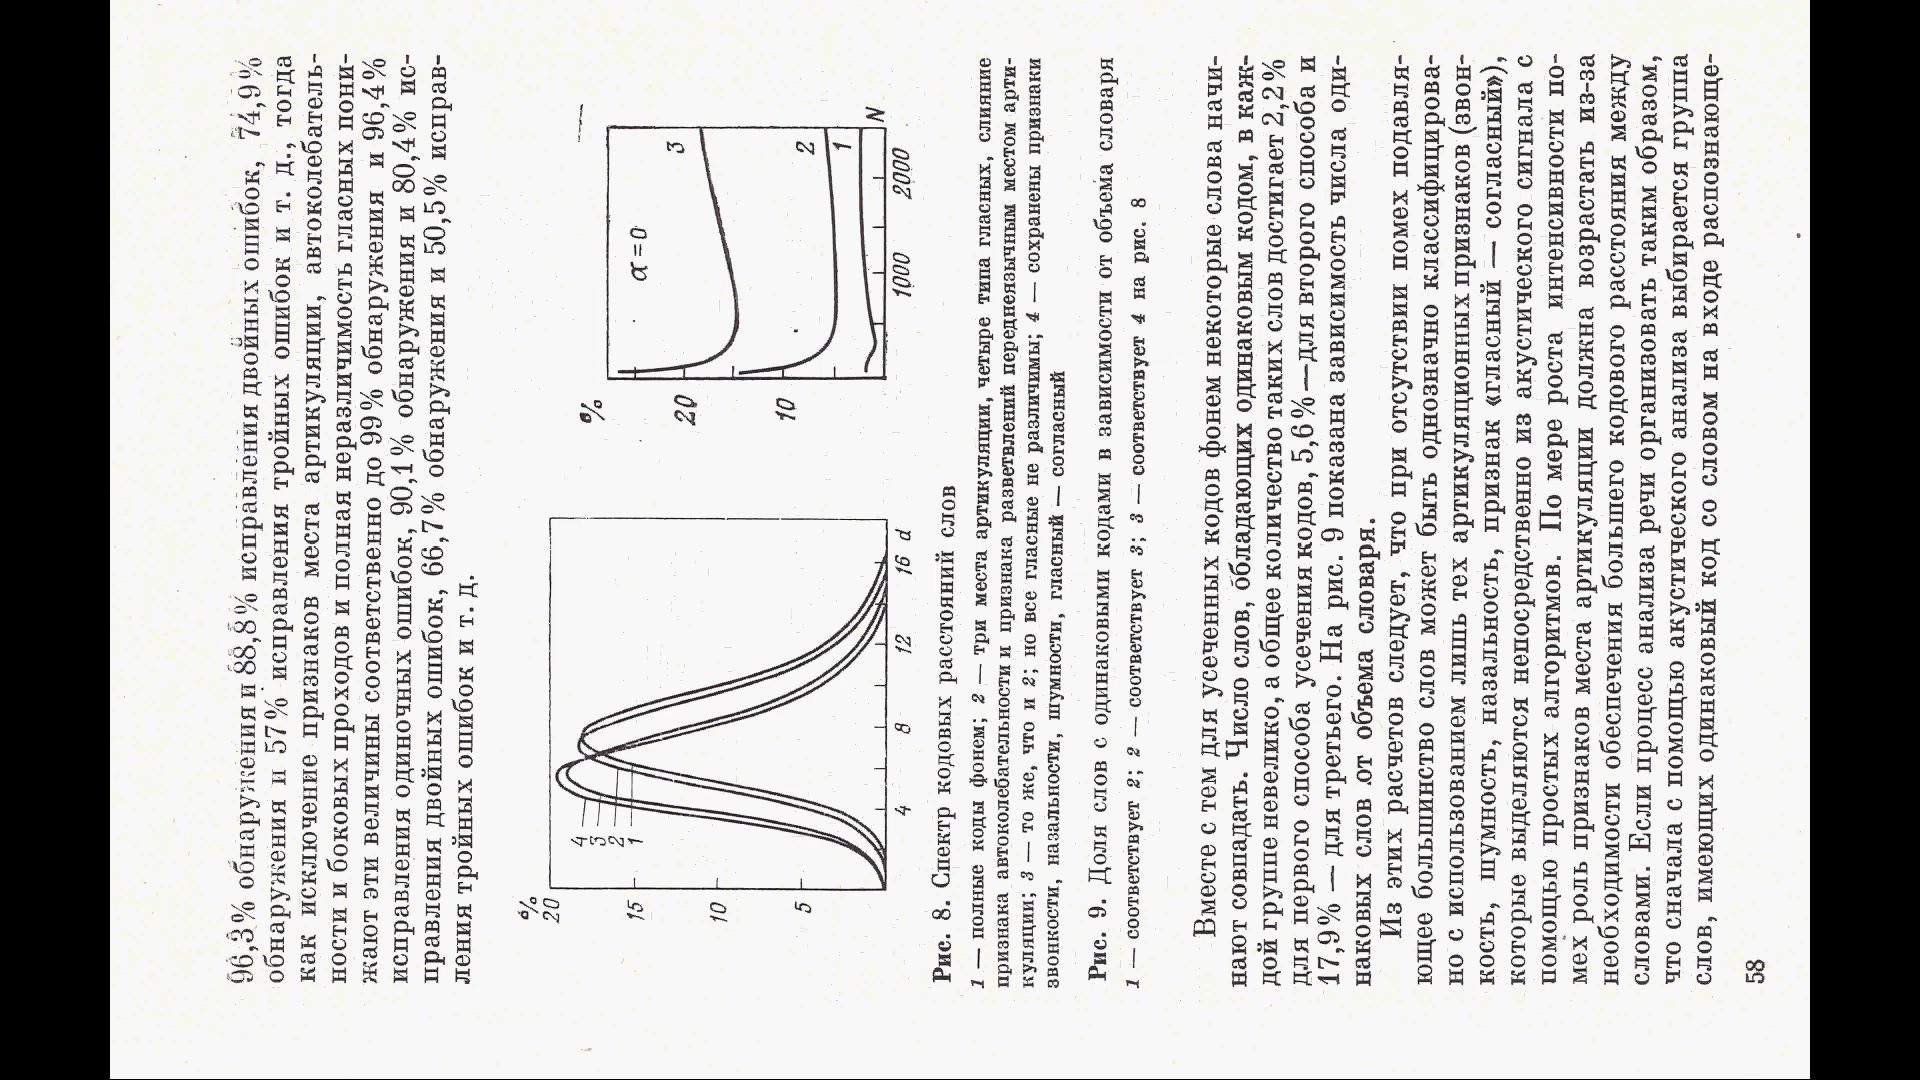 96,3% обнаружения и 88,8% исправления двойных ошибок, 74,9%
обнаружения и 57% исправления тройных ошибок и т. д., тогда
как исключение признаков места артикуляции, автоколебатель-
ности и боковых проходов и полная неразличимость гласных пони-
жают эти величины соответственно до 99% обнаружения и 96,4%
исправления одиночных ошибок, 90,1% обнаружения и 80,4% ис-
правления двойных ошибок, 66,7% обнаружения и 50,5% исправ-
ления тройных ошибок и т. д.
%
20
15
10
5
4
3
2
1
4
8
12
16
d
%
20
10
α=0
3
2
1
1000
2000
N
Рис. 8. Спектр кодовых расстояний слов
1 — полные коды фонем; 2 — три места артикуляции, четыре типа гласных, слияние
признака автоколебательности и признака разветвлений переднеязычным местом арти-
куляции; 3 — то же, что и 2; но все гласные не различимы; 4 — сохранены признаки
звонкости, назальности, шумности, гласный — согласный
Рис. 9. Доля слов с одинаковыми кодами в зависимости от объема словаря
1 — соответствует 2; 2 — соответствует 3; 3 — соответствует 4 на рис. 8
Вместе с тем для усеченных кодов фонем некоторые слова начи-
нают совпадать. Число слов, обладающих одинаковым кодом, в каж-
дой группе невелико, а общее количество таких слов достигает 2,2%
для первого способа усечения кодов, 5,6% —для второго способа и
17,9% — для третьего. На рис. 9 показана зависимость числа оди-
наковых слов от объема словаря.
Из этих расчетов следует, что при отсутствии помех подавля-
ющее большинство слов может быть однозначно классифицирова-
но с использованием лишь тех артикуляционных признаков (звон-
кость, шумность, назальность, признак «гласный — согласный»),
которые выделяются непосредственно из акустического сигнала с
помощью простых алгоритмов. По мере роста интенсивности по-
мех роль признаков места артикуляции должна возрастать из-за
необходимости обеспечения большего кодового расстояния между
словами. Если процесс анализа речи организовать таким образом,
что сначала с помощью акустического анализа выбирается группа
слов, имеющих одинаковый код со словом на входе распознающе-
58